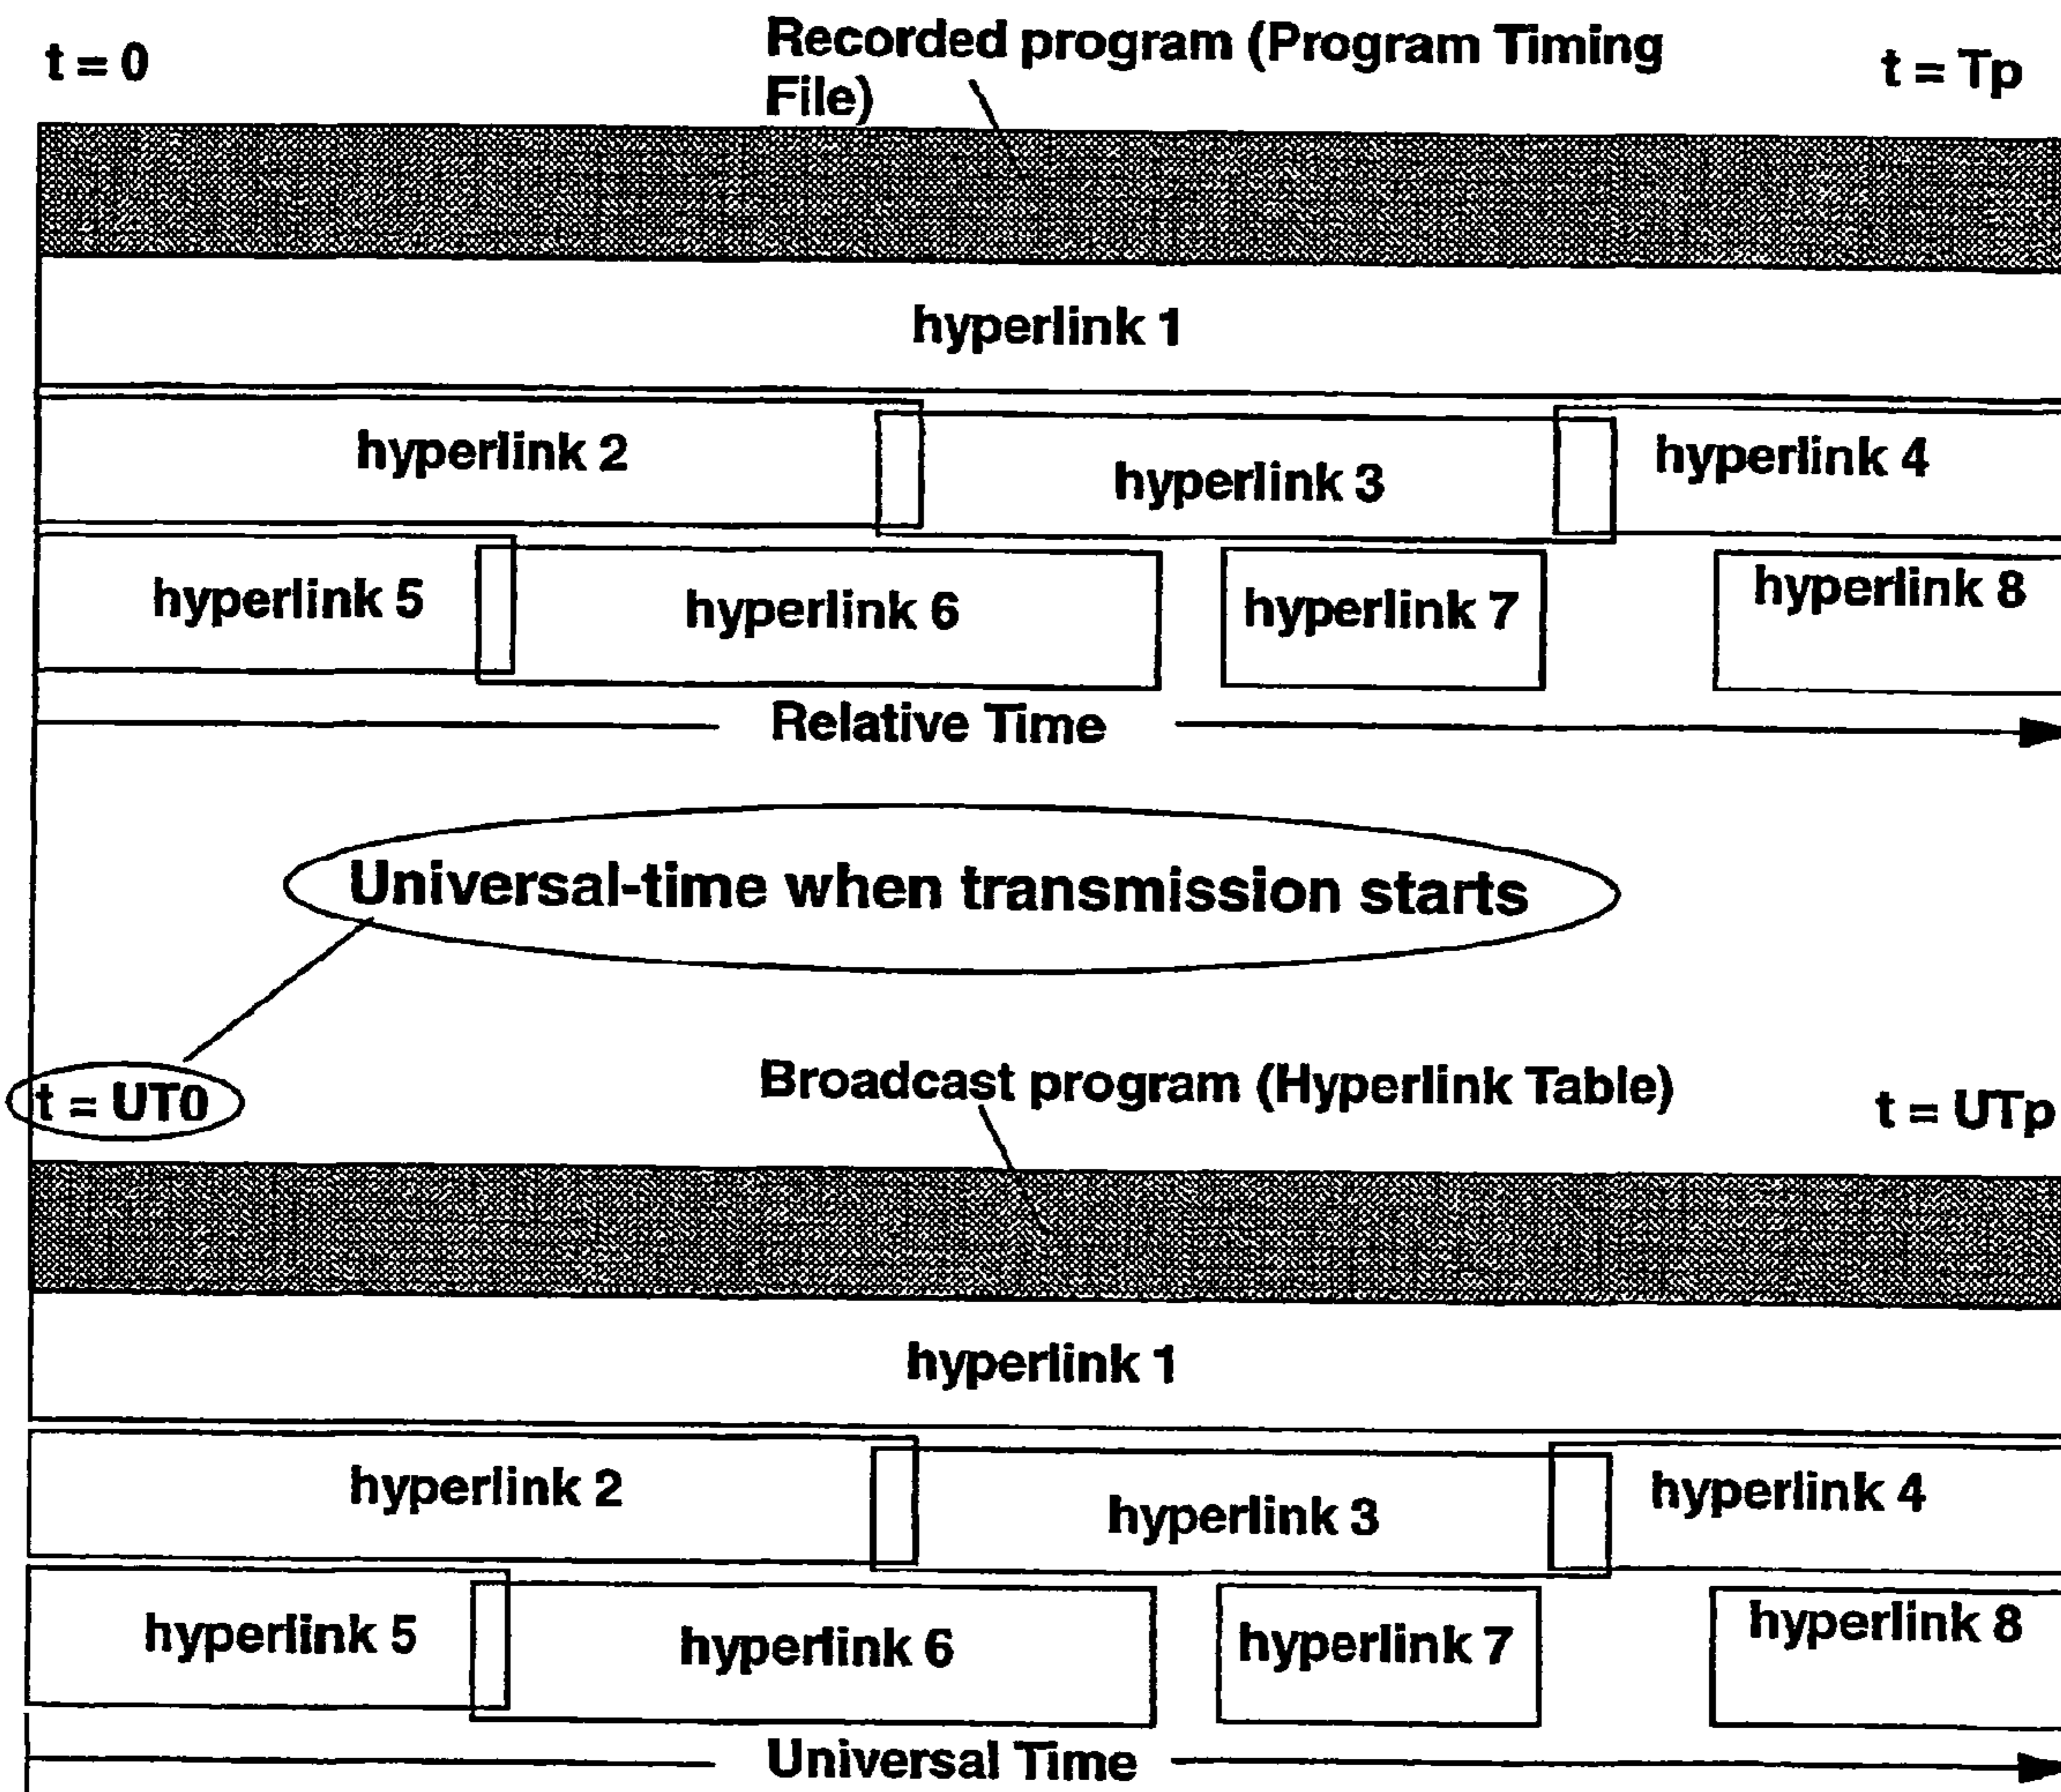 t = 0
Recorded program (Program Timing
File)
t = Tp
hyperlink 1
hyperlink 2
hyperlink 3
hyperlink 4
hyperlink 5
hyperlink 6
hyperlink 7
hyperlink 8
Relative Time
Universal-time when transmission starts
t = UT0
Broadcast program (Hyperlink Table)
t = UTp
hyperlink 1
hyperlink 2
hyperlink 3
hyperlink 4
hyperlink 5
hyperlink 6
hyperlink 7
hyperlink 8
Universal Time